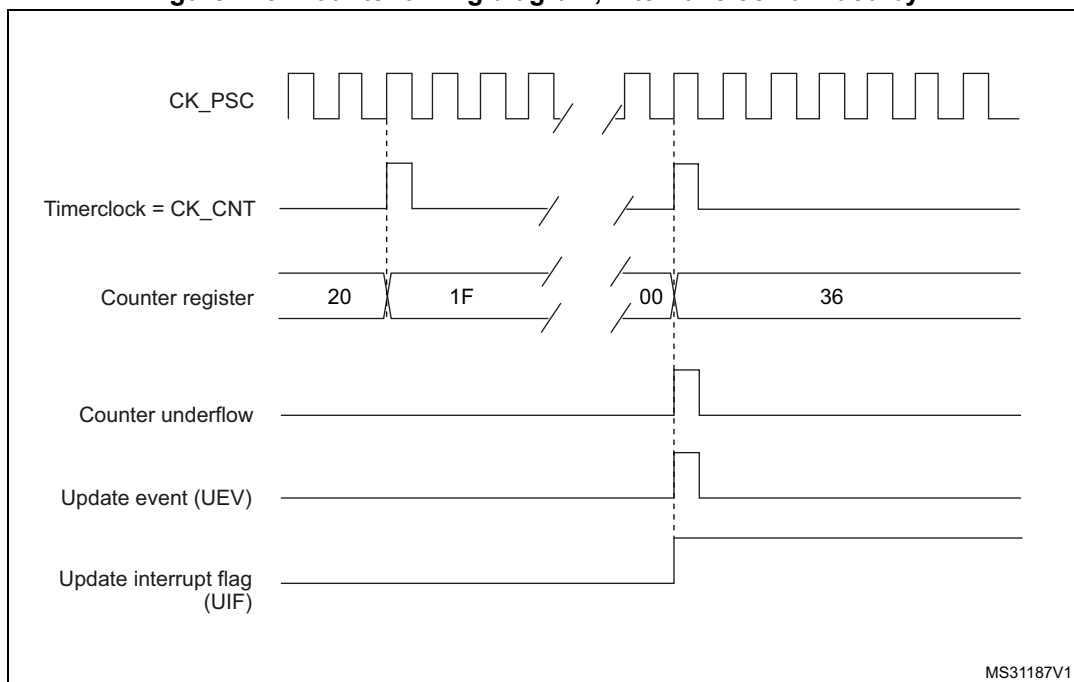 CK_PSC
Timerclock = CK_CNT
Counter register
20
1F
00
36
Counter underflow
Update event (UEV)
Update interrupt flag
(UIF)
MS31187V1